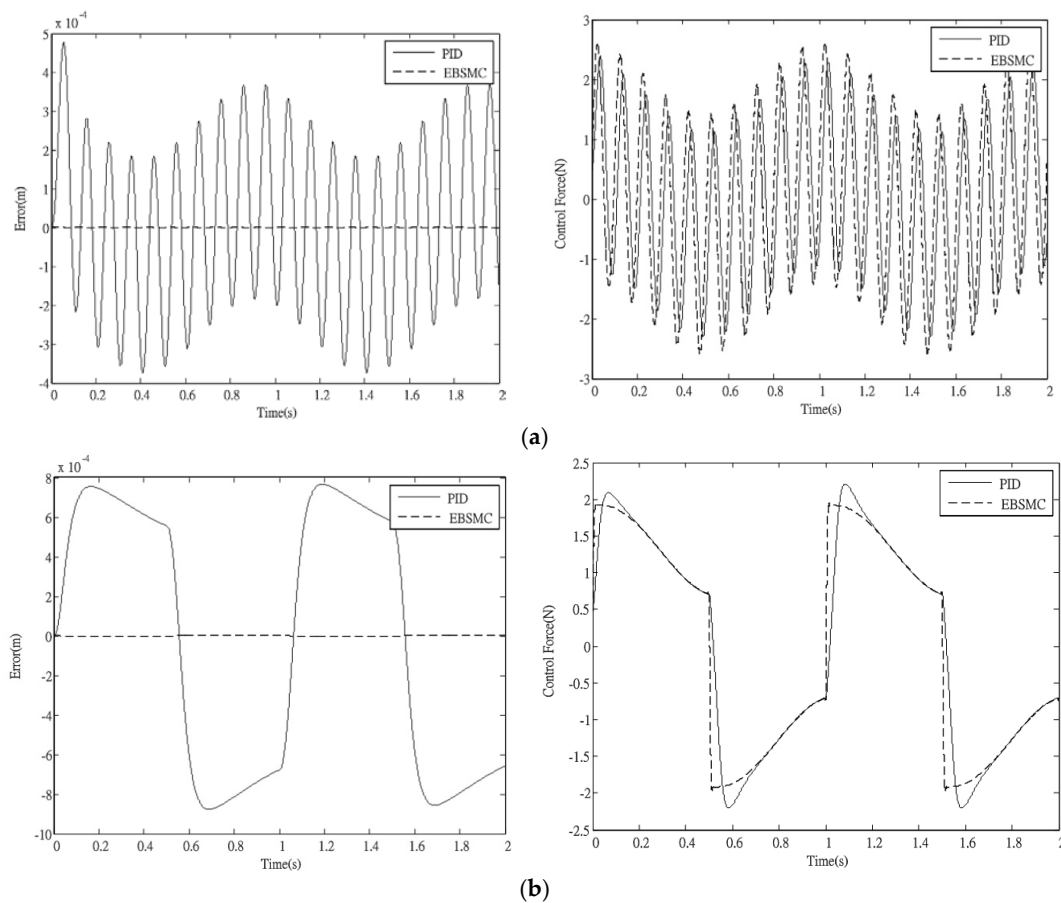 x 10⁻⁴
5
4
3
2
1
0
-1
-2
-3
-4
Error(m)
0 0.2 0.4 0.6 0.8 1 1.2 1.4 1.6 1.8 2
Time(s)
PID
EBSMC
3
2
1
0
-1
-2
-3
Control Force(N)
0 0.2 0.4 0.6 0.8 1 1.2 1.4 1.6 1.8 2
Time(s)
PID
EBSMC
(a)
x 10⁻⁴
8
6
4
2
0
-2
-4
-6
-8
-10
Error(m)
0 0.2 0.4 0.6 0.8 1 1.2 1.4 1.6 1.8 2
Time(s)
PID
EBSMC
2.5
2
1.5
1
0.5
0
-0.5
-1
-1.5
-2
-2.5
Control Force(N)
0 0.2 0.4 0.6 0.8 1 1.2 1.4 1.6 1.8 2
Time(s)
PID
EBSMC
(b)